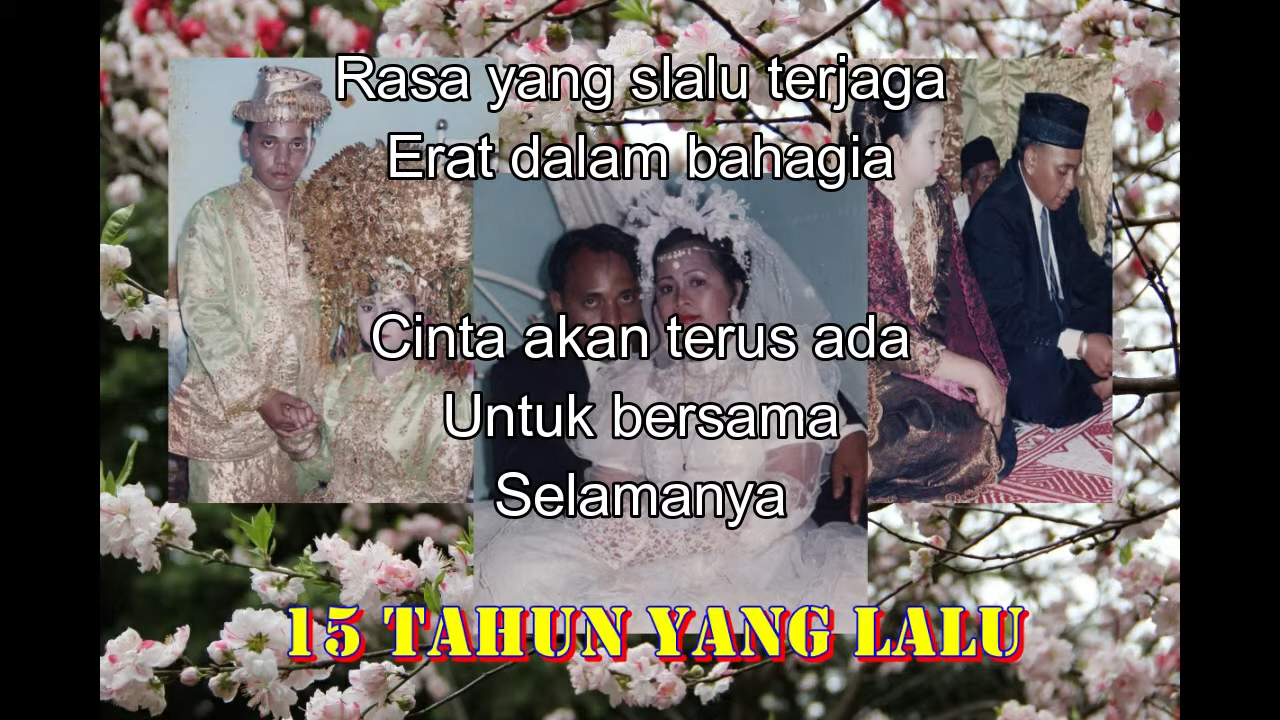 Rasa yang slalu terjaga
Erat dalam bahagia
Cinta akan terus ada
Untuk bersama
Selamanya
15 TAHUN YANG LALU